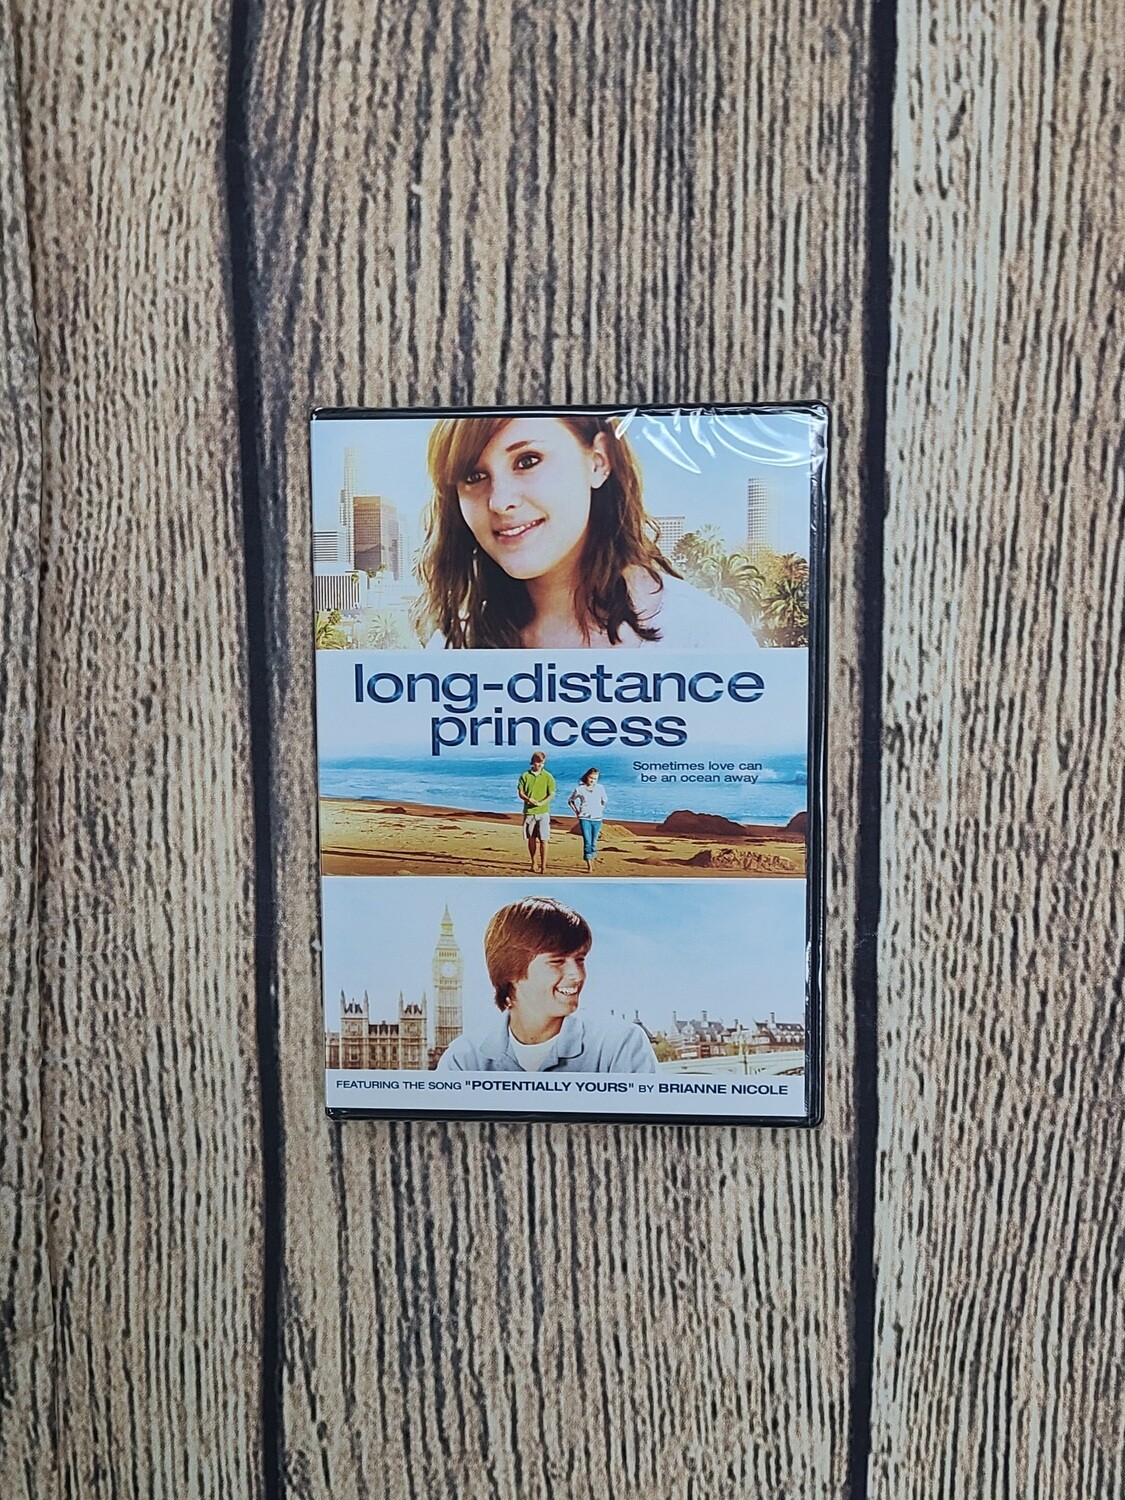 long-distance
princess
Sometimes love can
be an ocean away
FEATURING THE SONG "POTENTIALLY YOURS" BY BRIANNE NICOLE